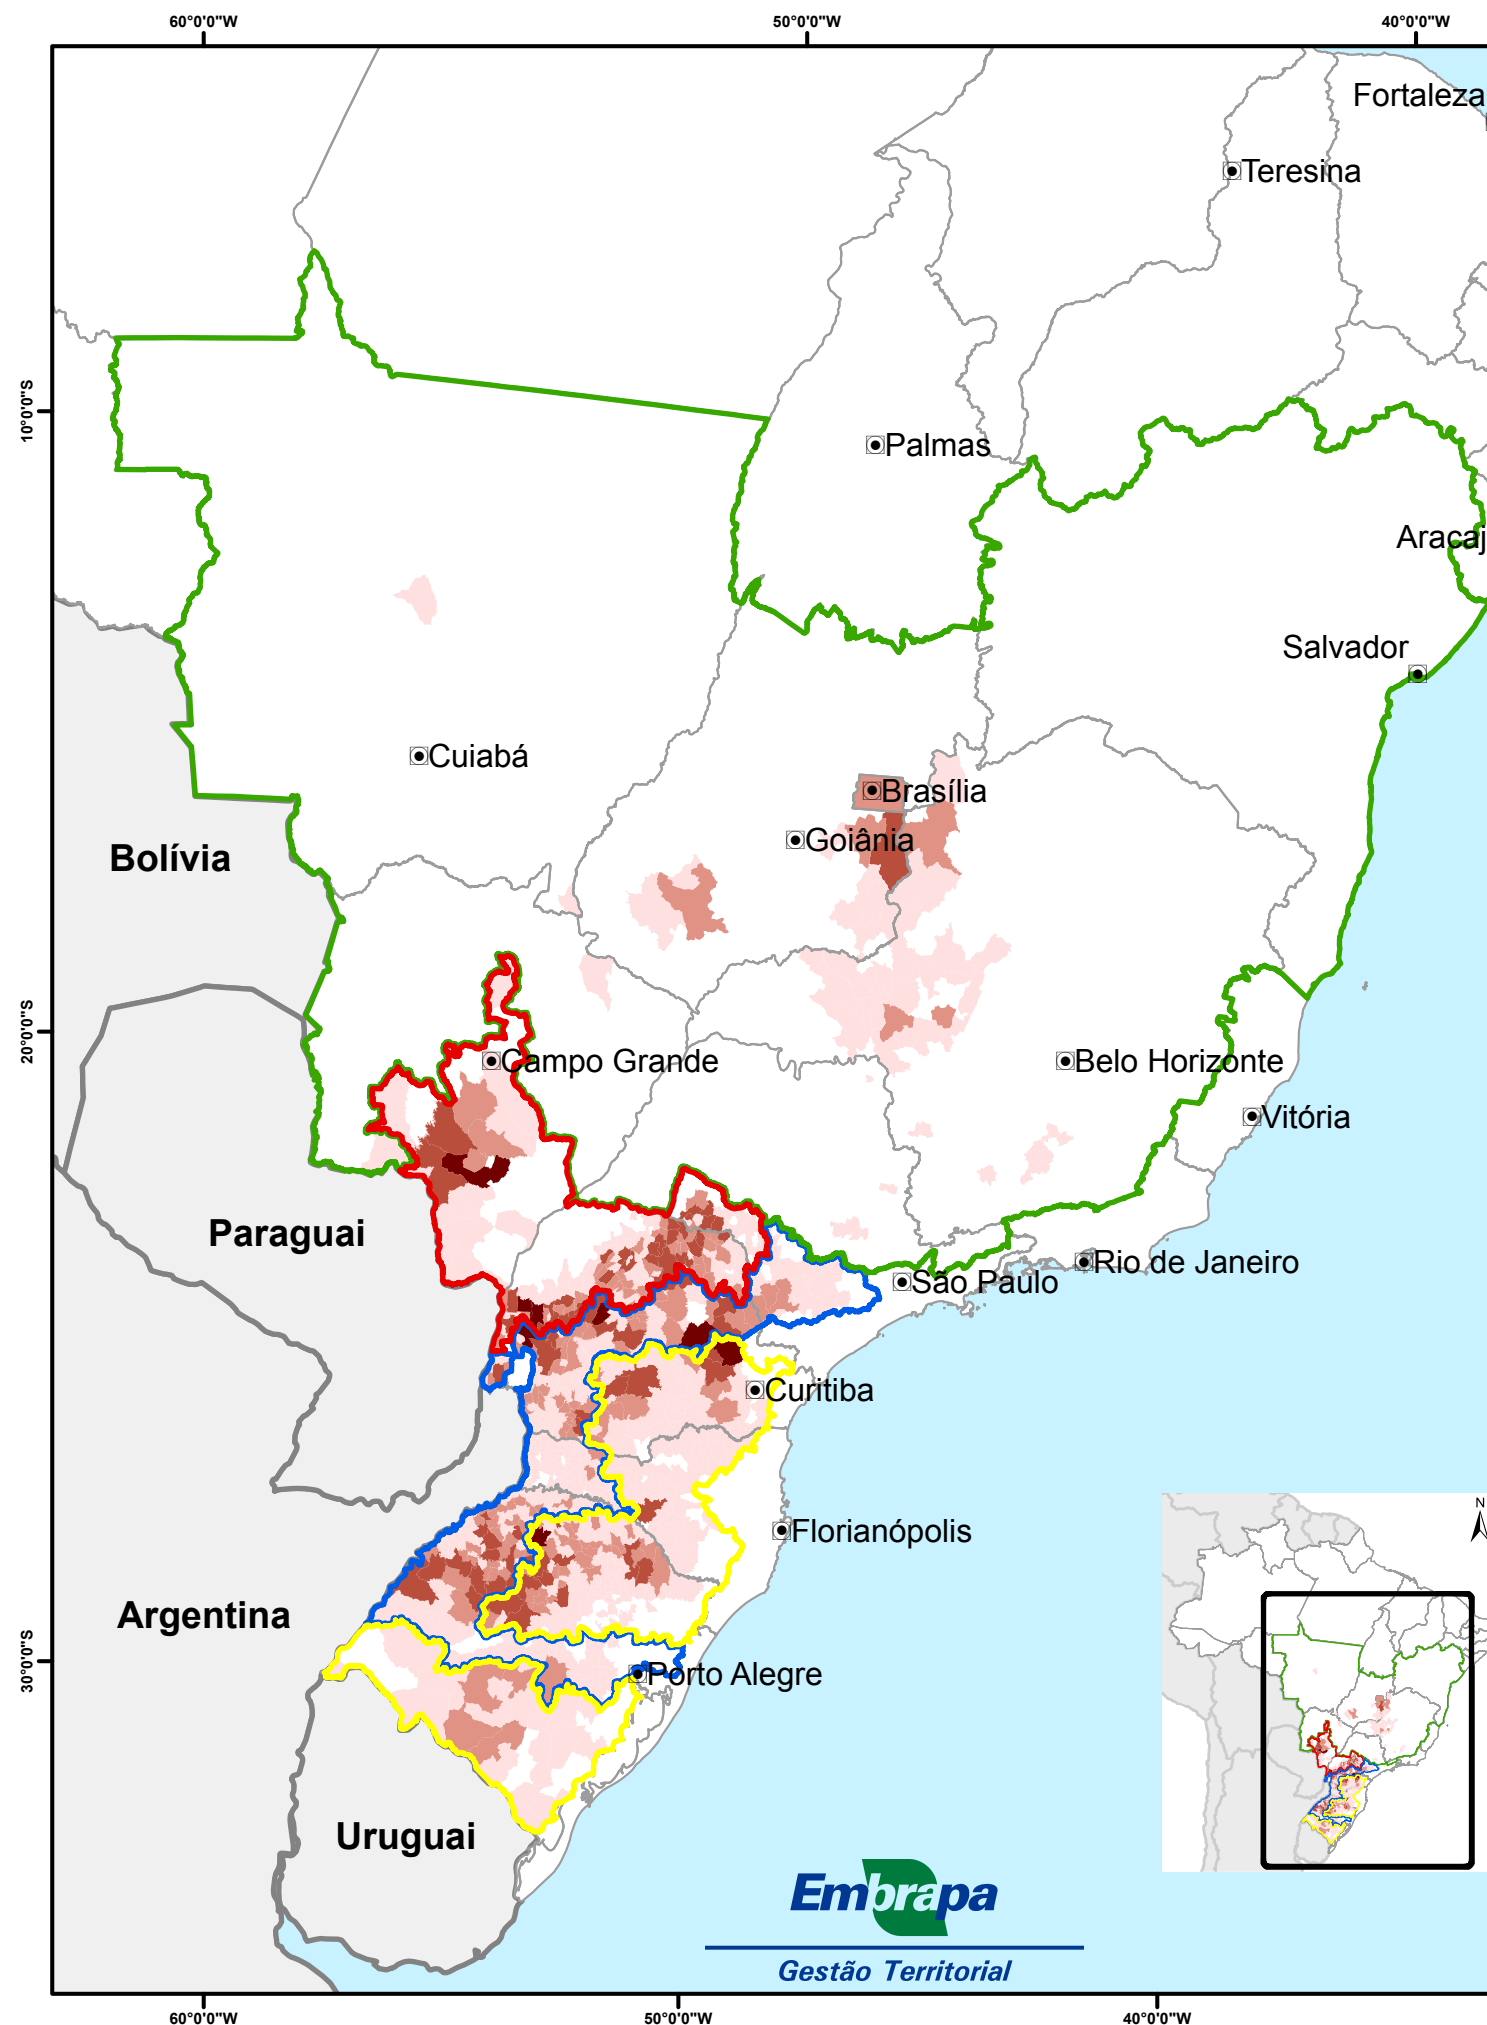 60°0'0"W
50°0'0"W
40°0'0"W
Fortaleza
Teresina
10°0'0"S
Palmas
Aracaj
Salvador
Cuiabá
Brasília
Goiânia
Bolívia
20°0'0"S
Campo Grande
Belo Horizonte
Vitória
Paraguai
Rio de Janeiro
São Paulo
Curitiba
N
Florianópolis
Argentina
30°0'0"S
Porto Alegre
Uruguai
Embrapa
Gestão Territorial
60°0'0"W
50°0'0"W
40°0'0"W